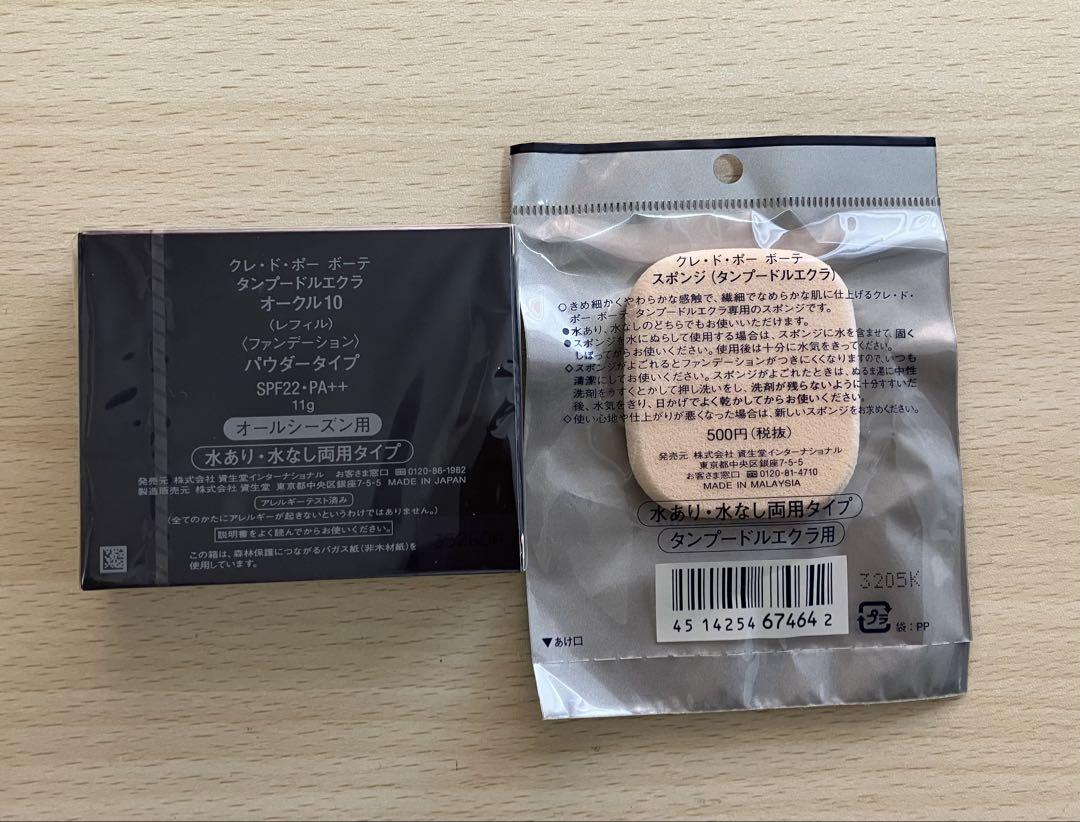 クレ・ド・ポー ボーテ
タンプードルエクラ
オークル10
〈レフィル〉
〈ファンデーション〉
パウダータイプ
SPF22・PA++
11g
オールシーズン用
水あり・水なし両用タイプ
発売元 株式会社 資生堂インターナショナル お客さま窓口 0120-86-1982
製造販売元 株式会社 資生堂 東京都中央区銀座7-5-5 MADE IN JAPAN
アレルギーテスト済み
(全てのかたにアレルギーが起きないというわけではありません。)
説明書をよく読んでからお使いください。
この箱は、森林保護につながるバガス紙(非木材紙)を
使用しています。
クレ・ド・ポー ボーテ
スポンジ(タンプードルエクラ)
○きめ細かくやわらかな感触で、繊細でなめらかな肌に仕上げるクレ・ド・
ポー ボーテ タンプードルエクラ専用のスポンジです。
●水あり、水なしのどちらでもお使いいただけます。
●スポンジを水にぬらして使用する場合は、スポンジに水を含ませて、固く
しぼってからお使いください。使用後は十分に水気をきってください。
◇スポンジがよごれるとファンデーションがつきにくくなりますので、いつも
清潔にしてお使いください。スポンジがよごれたときは、ぬるま湯に中性
洗剤をうすくとかして押し洗いをし、洗剤が残らないように十分すすいだ
後、水気をきり、日かげでよく乾かしてからお使いください。
◇使い心地や仕上がりが悪くなった場合は、新しいスポンジをお求めください。
500円(税抜)
発売元 株式会社 資生堂インターナショナル
東京都中央区銀座7-5-5
お客さま窓口 0120-81-4710
MADE IN MALAYSIA
水あり・水なし両用タイプ
タンプードルエクラ用
4514254674642
3205K
プラ
袋:PP
▼あけ口